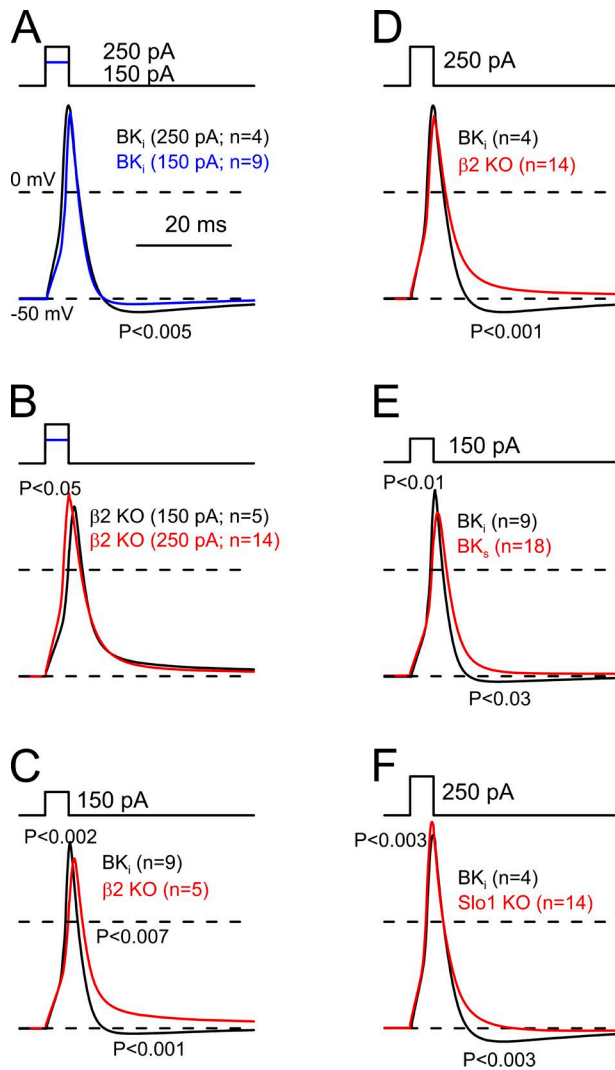 A
250 pA
150 pA
BKi (250 pA; n=4)
BKi (150 pA; n=9)
0 mV
20 ms
-50 mV
P<0.005
B
P<0.05
β2 KO (150 pA; n=5)
β2 KO (250 pA; n=14)
C
150 pA
P<0.002
BKi (n=9)
β2 KO (n=5)
P<0.007
P<0.001
D
250 pA
BKi (n=4)
β2 KO (n=14)
P<0.001
E
150 pA
P<0.01
BKi (n=9)
BKs (n=18)
P<0.03
F
250 pA
P<0.003
BKi (n=4)
Slo1 KO (n=14)
P<0.003